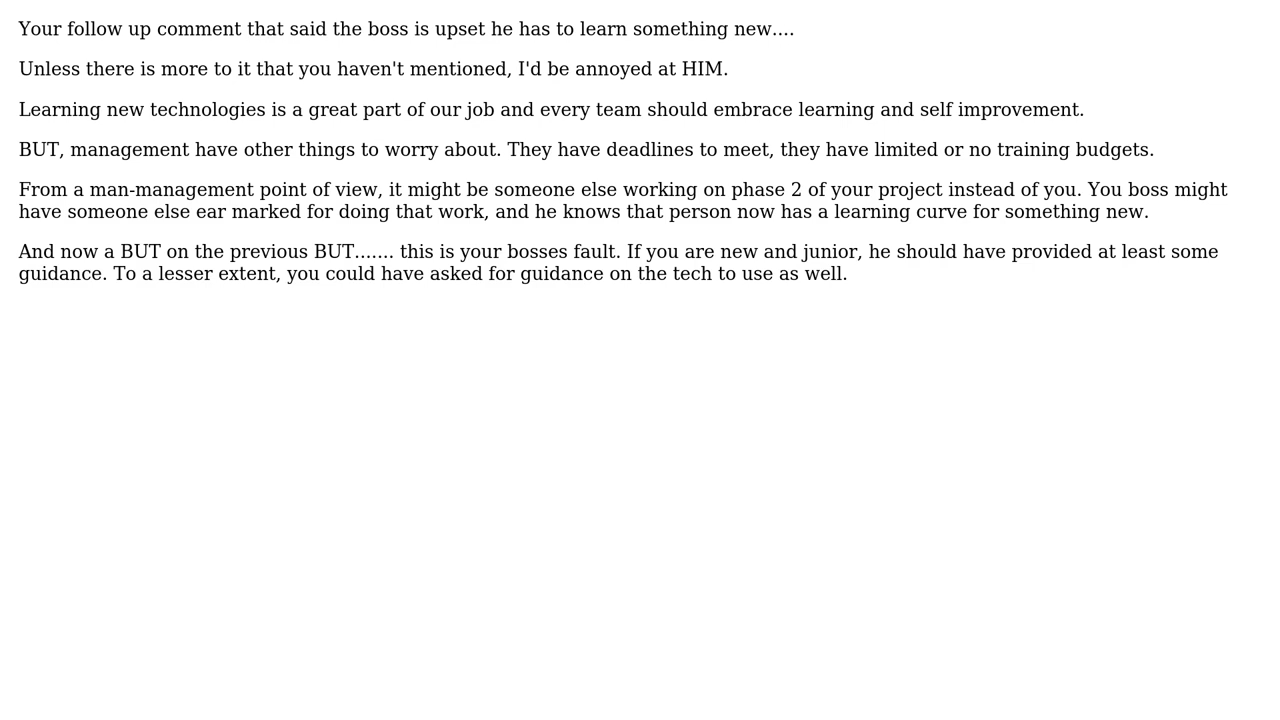 Your follow up comment that said the boss is upset he has to learn something new....
Unless there is more to it that you haven't mentioned, I'd be annoyed at HIM.
Learning new technologies is a great part of our job and every team should embrace learning and self improvement.
BUT, management have other things to worry about. They have deadlines to meet, they have limited or no training budgets.
From a man-management point of view, it might be someone else working on phase 2 of your project instead of you. You boss might
have someone else ear marked for doing that work, and he knows that person now has a learning curve for something new.
And now a BUT on the previous BUT....... this is your bosses fault. If you are new and junior, he should have provided at least some
guidance. To a lesser extent, you could have asked for guidance on the tech to use as well.